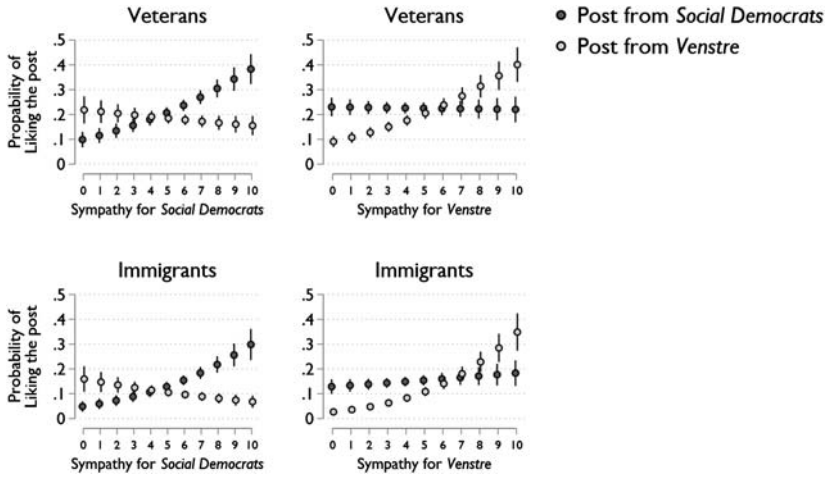 Veterans
Veterans
Post from Social Democrats
Post from Venstre
Propability of
Liking the post
.5
.4
.3
.2
.1
0
0 1 2 3 4 5 6 7 8 9 10
Sympathy for Social Democrats
.5
.4
.3
.2
.1
0
0 1 2 3 4 5 6 7 8 9 10
Sympathy for Venstre
Immigrants
Immigrants
Probability of
Liking the post
.5
.4
.3
.2
.1
0
0 1 2 3 4 5 6 7 8 9 10
Sympathy for Social Democrats
.5
.4
.3
.2
.1
0
0 1 2 3 4 5 6 7 8 9 10
Sympathy for Venstre